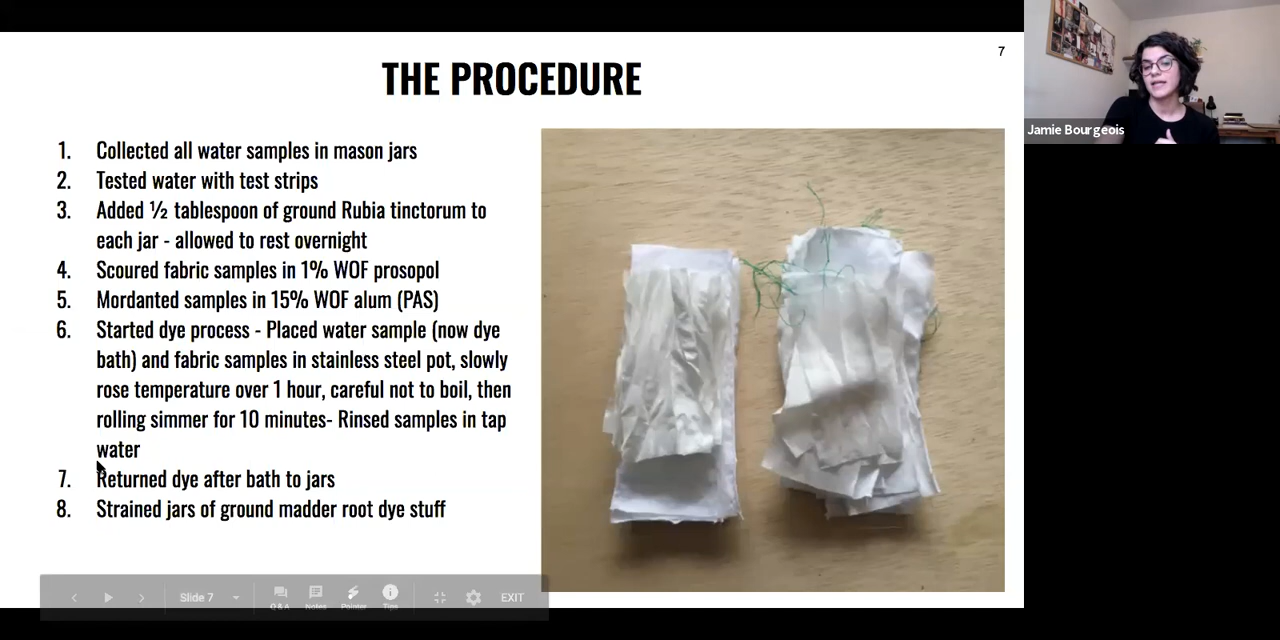 7
THE PROCEDURE
1. Collected all water samples in mason jars
2. Tested water with test strips
3. Added ½ tablespoon of ground Rubia tinctorum to
each jar - allowed to rest overnight
4. Scoured fabric samples in 1% WOF prosopol
5. Mordanted samples in 15% WOF alum (PAS)
6. Started dye process - Placed water sample (now dye
bath) and fabric samples in stainless steel pot, slowly
rose temperature over 1 hour, careful not to boil, then
rolling simmer for 10 minutes- Rinsed samples in tap
water
7. Returned dye after bath to jars
8. Strained jars of ground madder root dye stuff
Slide 7
Q & A
Notes
Pointer
Tips
EXIT
Jamie Bourgeois